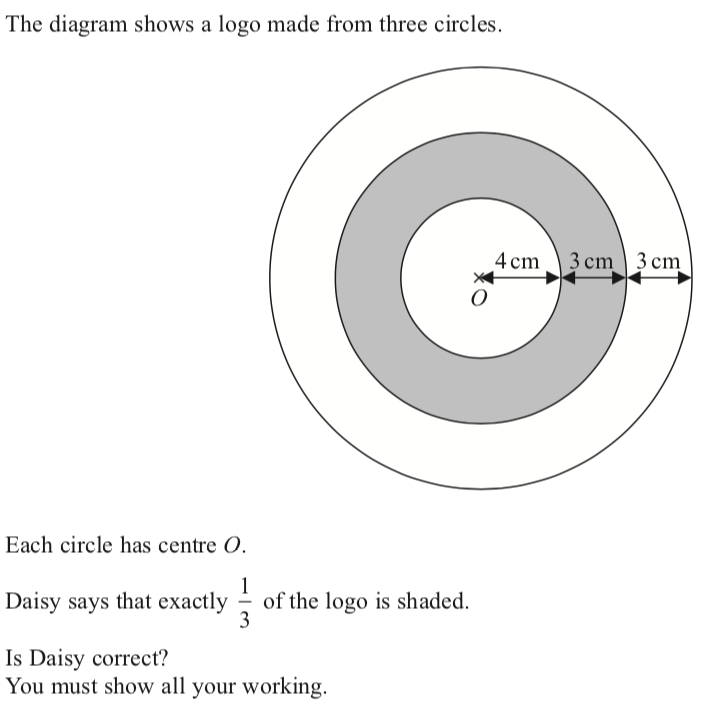 The diagram shows a logo made from three circles.
4 cm 3 cm 3 cm
O
Each circle has centre O.
Daisy says that exactly 1/3 of the logo is shaded.
Is Daisy correct?
You must show all your working.